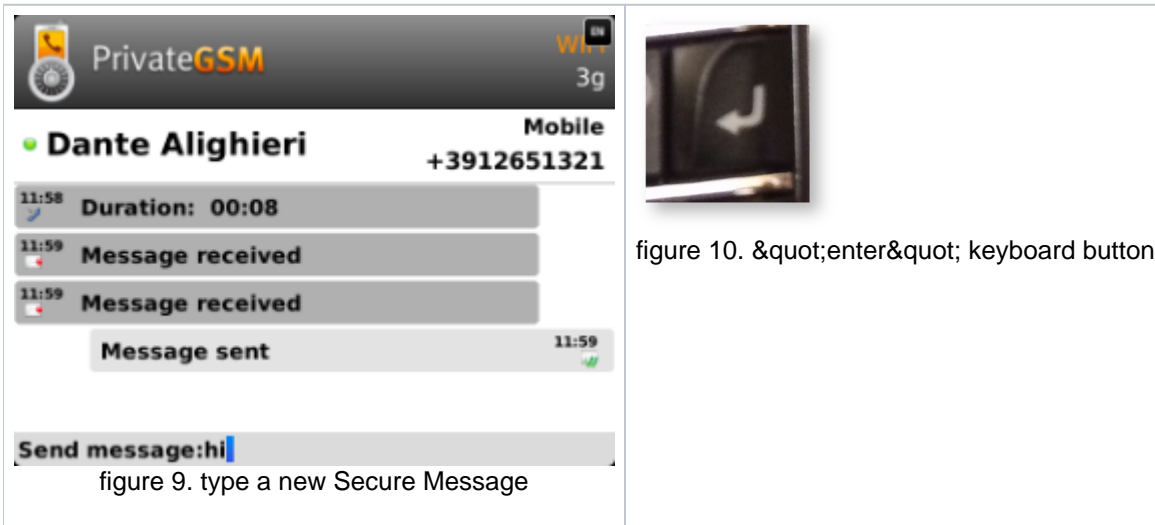 PrivateGSM
EN
WIFI
3g
Dante Alighieri
Mobile
+3912651321
11:58
Duration: 00:08
11:59
Message received
11:59
Message received
Message sent
11:59
Send message:hi
figure 9. type a new Secure Message
figure 10. &quot;enter&quot; keyboard button